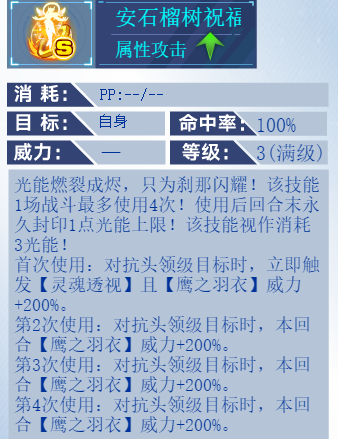 S
安石榴树祝福
属性攻击
消 耗：
PP:--/--
目 标：
自身
命中率：
100%
威力：
——
等级：
3(满级)
光能燃裂成烬，只为刹那闪耀！该技能
1场战斗最多使用4次！使用后回合末永
久封印1点光能上限！该技能视作消耗
3光能！
首次使用：对抗头领级目标时，立即触
发【灵魂透视】且【鹰之羽衣】威力
+200%。
第2次使用：对抗头领级目标时，本回
合【鹰之羽衣】威力+200%。
第3次使用：对抗头领级目标时，本回
合【鹰之羽衣】威力+200%。
第4次使用：对抗头领级目标时，本回
合【鹰之羽衣】威力+200%。